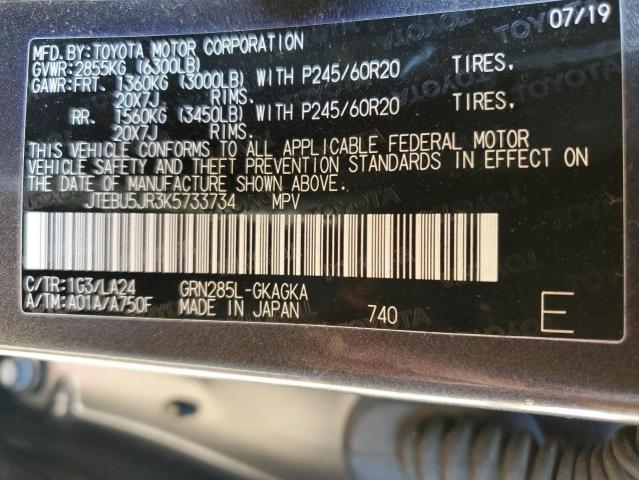 07/19
MFD.BY:TOYOTA MOTOR CORPORATION
GVWR:2855KG (6300LB)
GAWR:FRT. 1360KG (3000LB) WITH P245/60R20 TIRES,
20X7J RIMS.
RR. 1560KG (3450LB) WITH P245/60R20 TIRES,
20X7J RIMS.
THIS VEHICLE CONFORMS TO ALL APPLICABLE FEDERAL MOTOR
VEHICLE SAFETY AND THEFT PREVENTION STANDARDS IN EFFECT ON
THE DATE OF MANUFACTURE SHOWN ABOVE.
JTEBU5JR3K5733734 MPV
C/TR:1G3/LA24 GRN285L-GKAGKA
A/TM:A01A/A750F MADE IN JAPAN 740 E